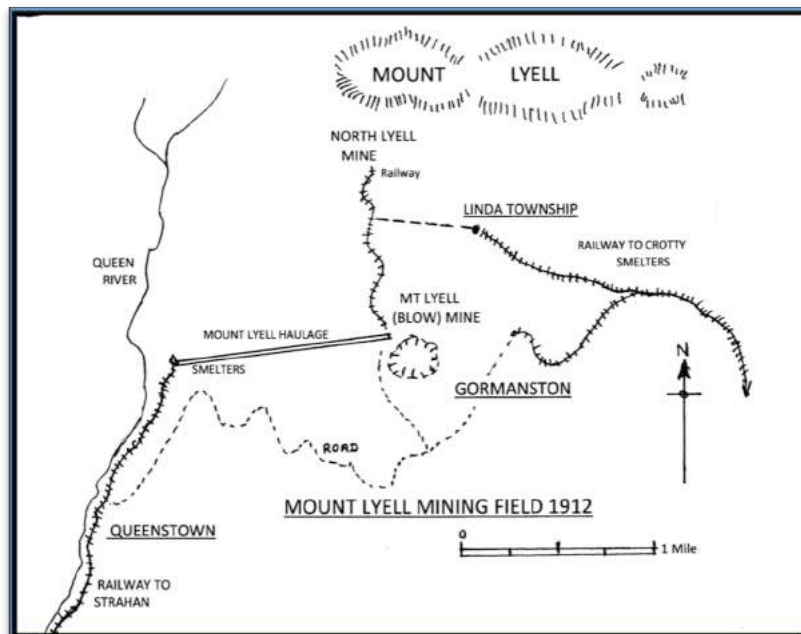 MOUNT LYELL
NORTH LYELL
MINE
Railway
LINDA TOWNSHIP
RAILWAY TO CROTTY
SMELTERS
QUEEN
RIVER
MT LYELL
(BLOW) MINE
MOUNT LYELL HAULAGE
SMELTERS
N
GORMANSTON
ROAD
MOUNT LYELL MINING FIELD 1912
0
1 Mile
QUEENSTOWN
RAILWAY TO
STRAHAN